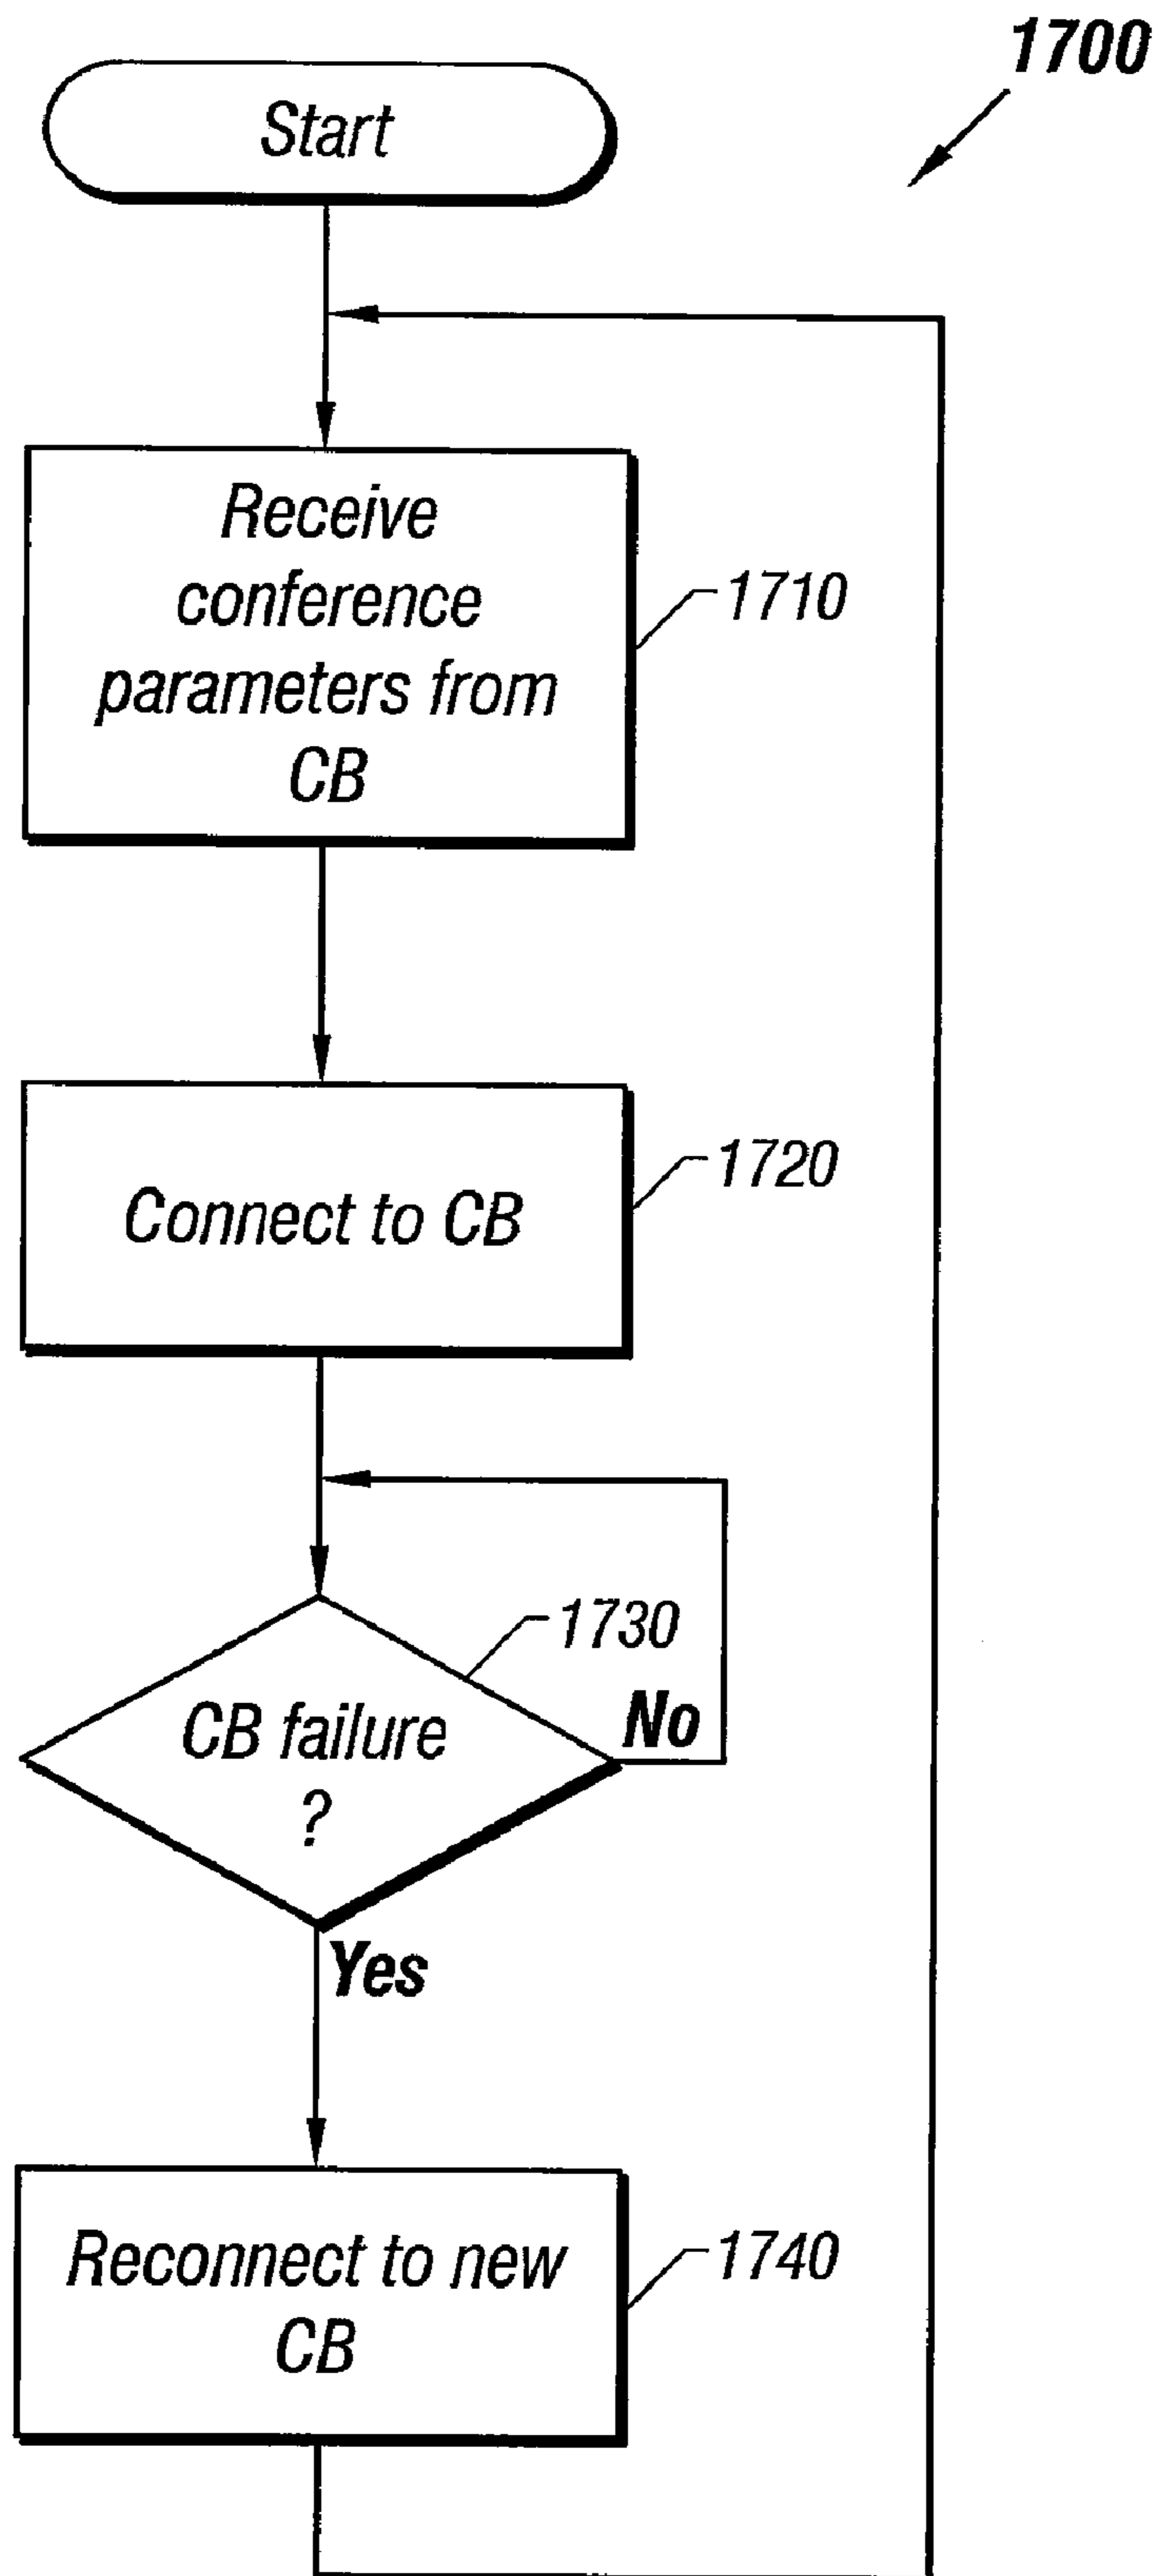 1700
Start
Receive
conference
parameters from
CB
1710
Connect to CB
1720
1730
CB failure
?
No
Yes
Reconnect to new
CB
1740